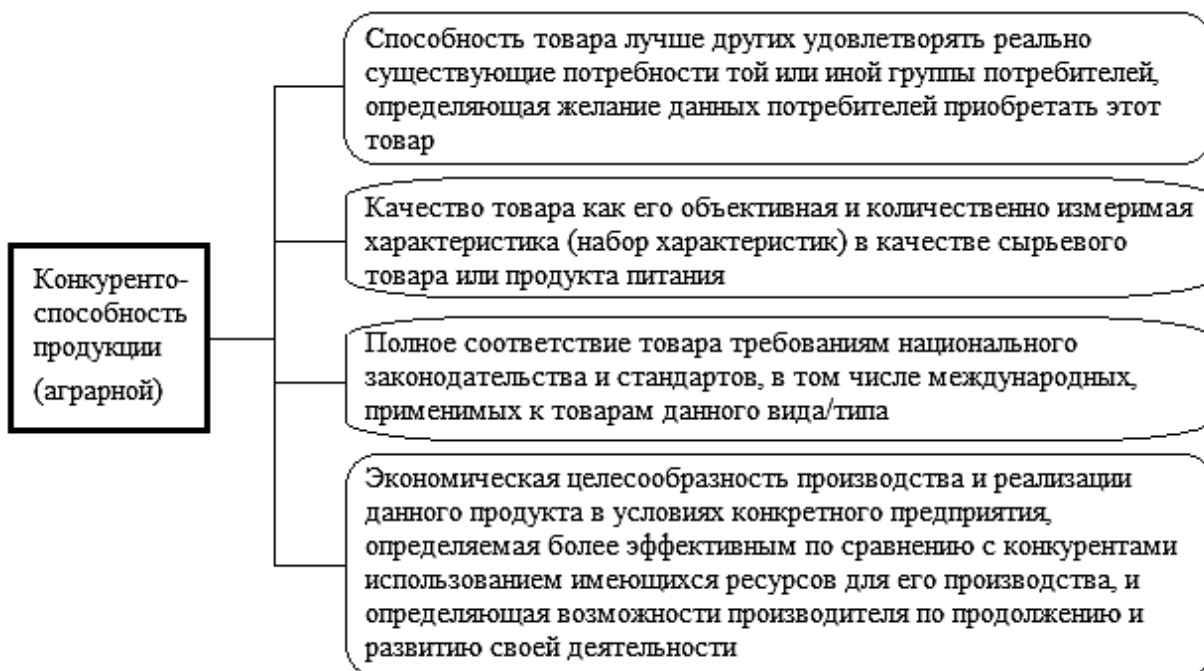 Конкуренто-
способность
продукции
(аграрной)
Способность товара лучше других удовлетворять реально
существующие потребности той или иной группы потребителей,
определяющая желание данных потребителей приобретать этот
товар
Качество товара как его объективная и количественно измеримая
характеристика (набор характеристик) в качестве сырьевого
товара или продукта питания
Полное соответствие товара требованиям национального
законодательства и стандартов, в том числе международных,
применимых к товарам данного вида/типа
Экономическая целесообразность производства и реализации
данного продукта в условиях конкретного предприятия,
определяемая более эффективным по сравнению с конкурентами
использованием имеющихся ресурсов для его производства, и
определяющая возможности производителя по продолжению и
развитию своей деятельности